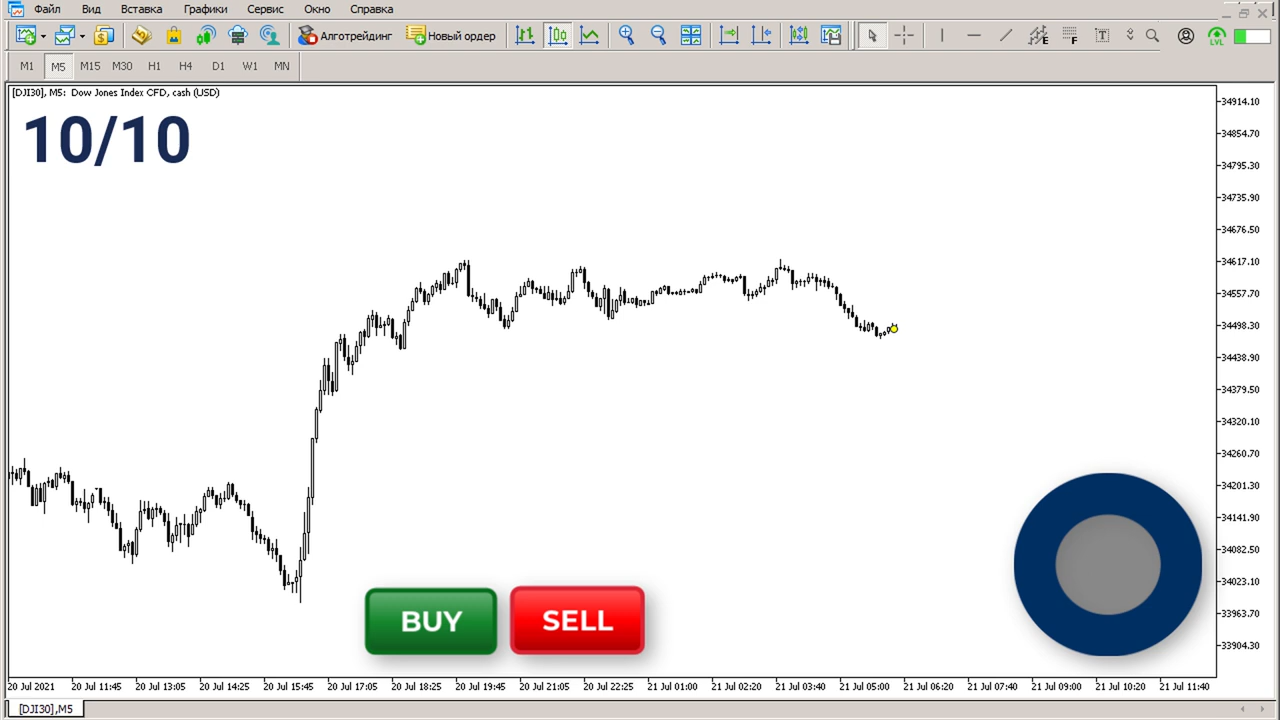 Файл Вид Вставка Графики Сервис Окно Справка
Алготрейдинг Новый ордер E F T LVL
M1 M5 M15 M30 H1 H4 D1 W1 MN
[DJI30], M5: Dow Jones Index CFD, cash (USD)
10/10
34914.10
34854.70
34795.30
34735.90
34676.50
34617.10
34557.70
34498.30
34438.90
34379.50
34320.10
34260.70
34201.30
34141.90
34082.50
34023.10
33963.70
33904.30
BUY SELL
20 Jul 2021 20 Jul 11:45 20 Jul 13:05 20 Jul 14:25 20 Jul 15:45 20 Jul 17:05 20 Jul 18:25 20 Jul 19:45 20 Jul 21:05 20 Jul 22:25 21 Jul 01:00 21 Jul 02:20 21 Jul 03:40 21 Jul 05:00 21 Jul 06:20 21 Jul 07:40 21 Jul 09:00 21 Jul 10:20 21 Jul 11:40
[DJI30],M5